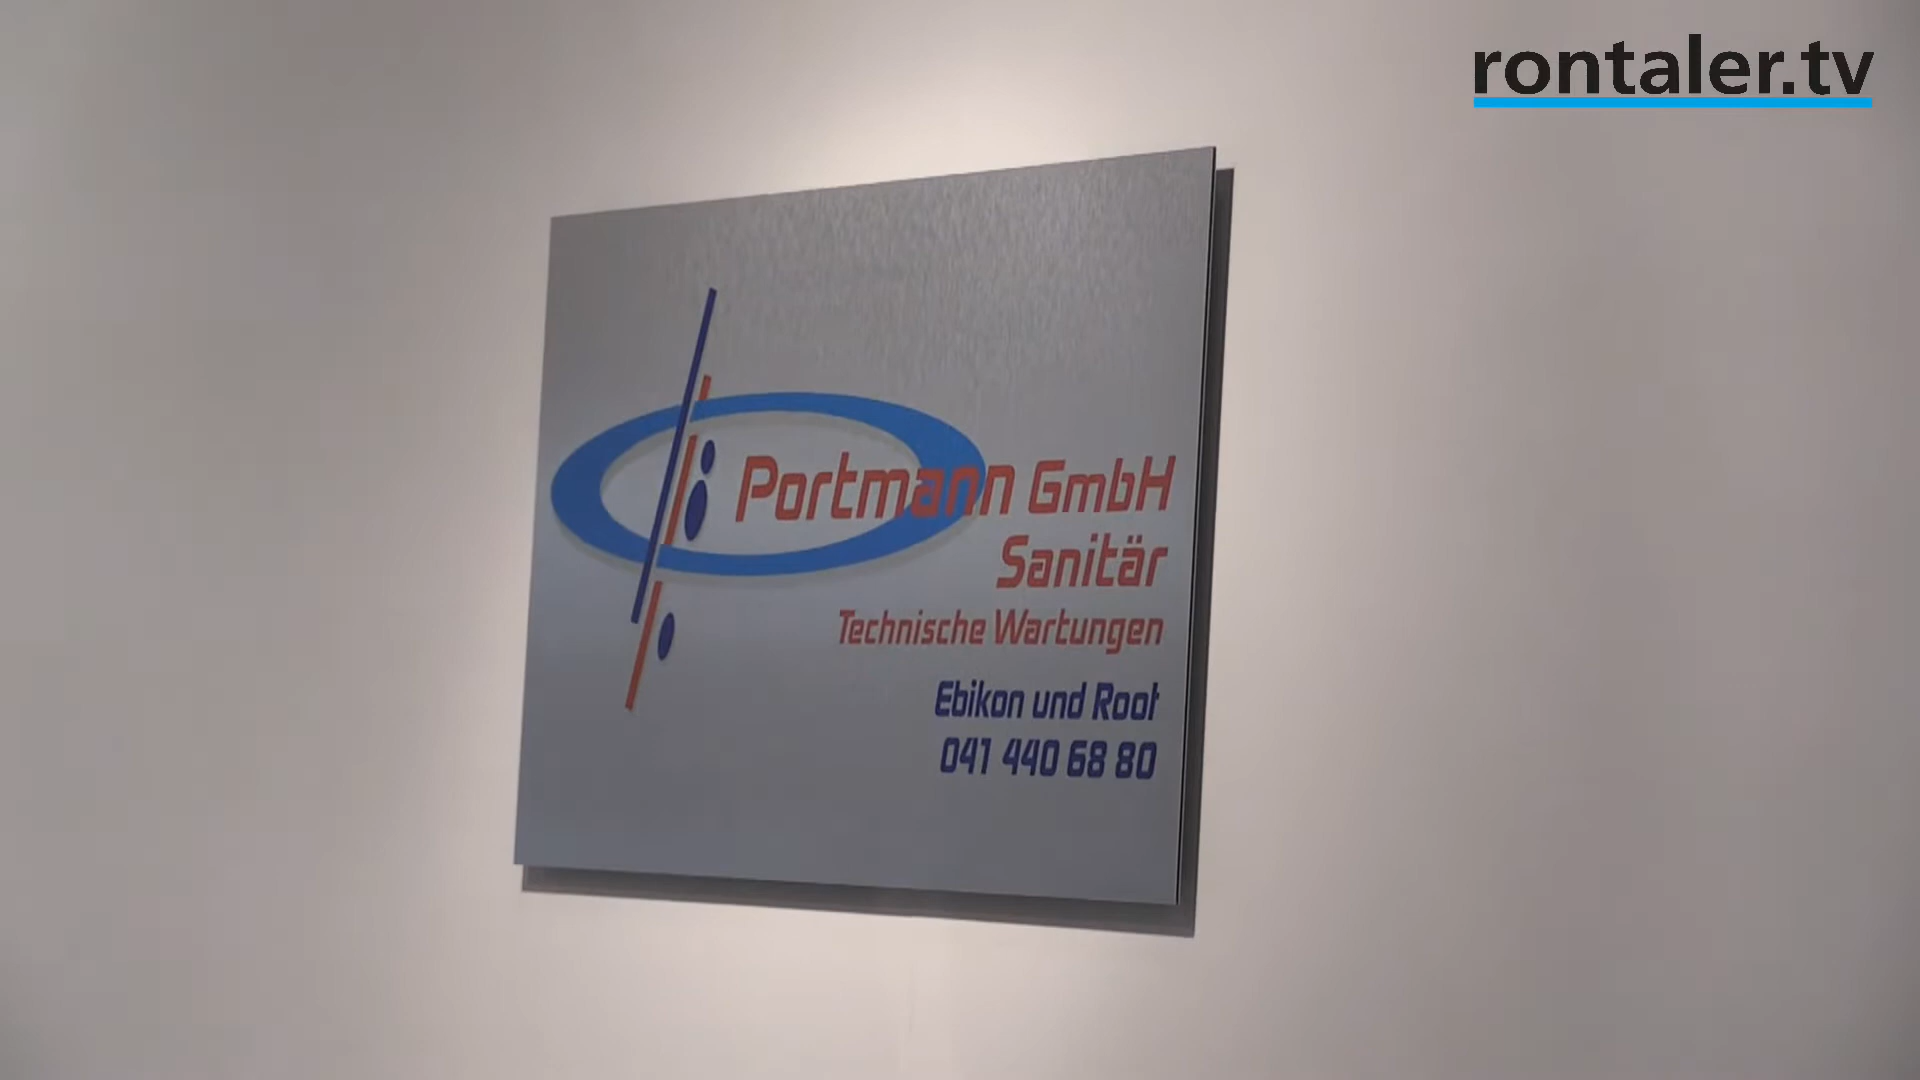 rontaler.tv
Portmann GmbH
Sanitär
Technische Wartungen
Ebikon und Root
041 440 68 80